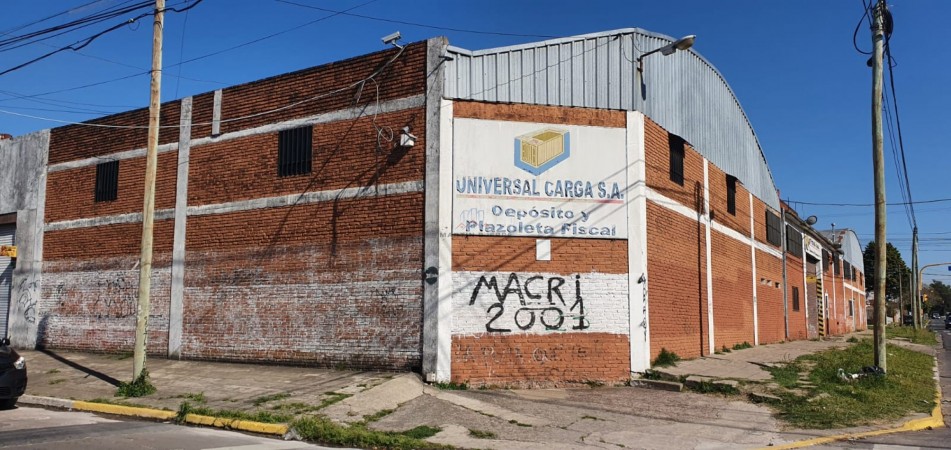 UNIVERSAL CARGA S.A.
Depósito y
Plazoleta Fiscal
MACRi
2001